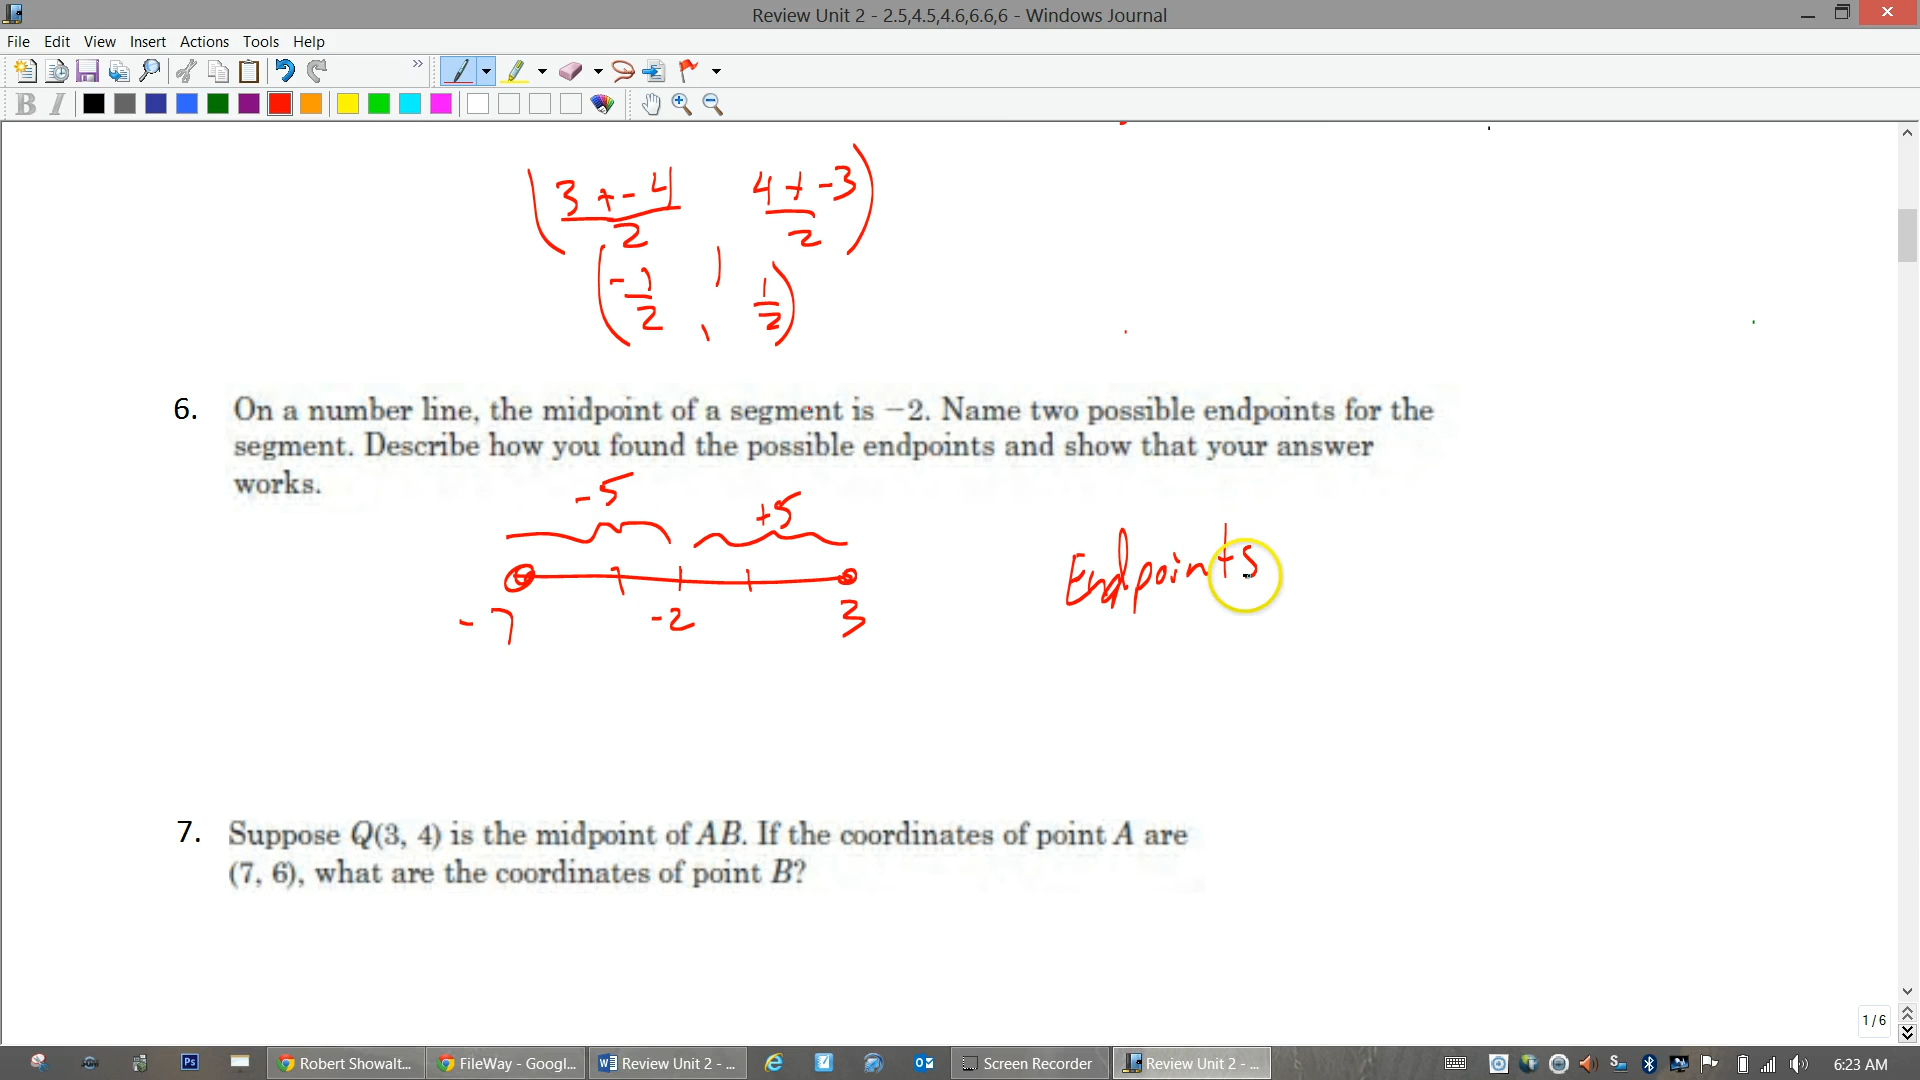 Review Unit 2 - 2.5,4.5,4.6,6.6,6 - Windows Journal
File Edit View Insert Actions Tools Help
B I
(3 + -4 4 + -3)
2 2
(-1 , 1)
2 2
6. On a number line, the midpoint of a segment is −2. Name two possible endpoints for the
segment. Describe how you found the possible endpoints and show that your answer
works.
-5 +5
Endpoints
-7 -2 3
7. Suppose Q(3, 4) is the midpoint of AB. If the coordinates of point A are
(7, 6), what are the coordinates of point B?
1 / 6
Ps Robert Showalt... FileWay - Googl... Review Unit 2 - ... Screen Recorder Review Unit 2 - ... 6:23 AM